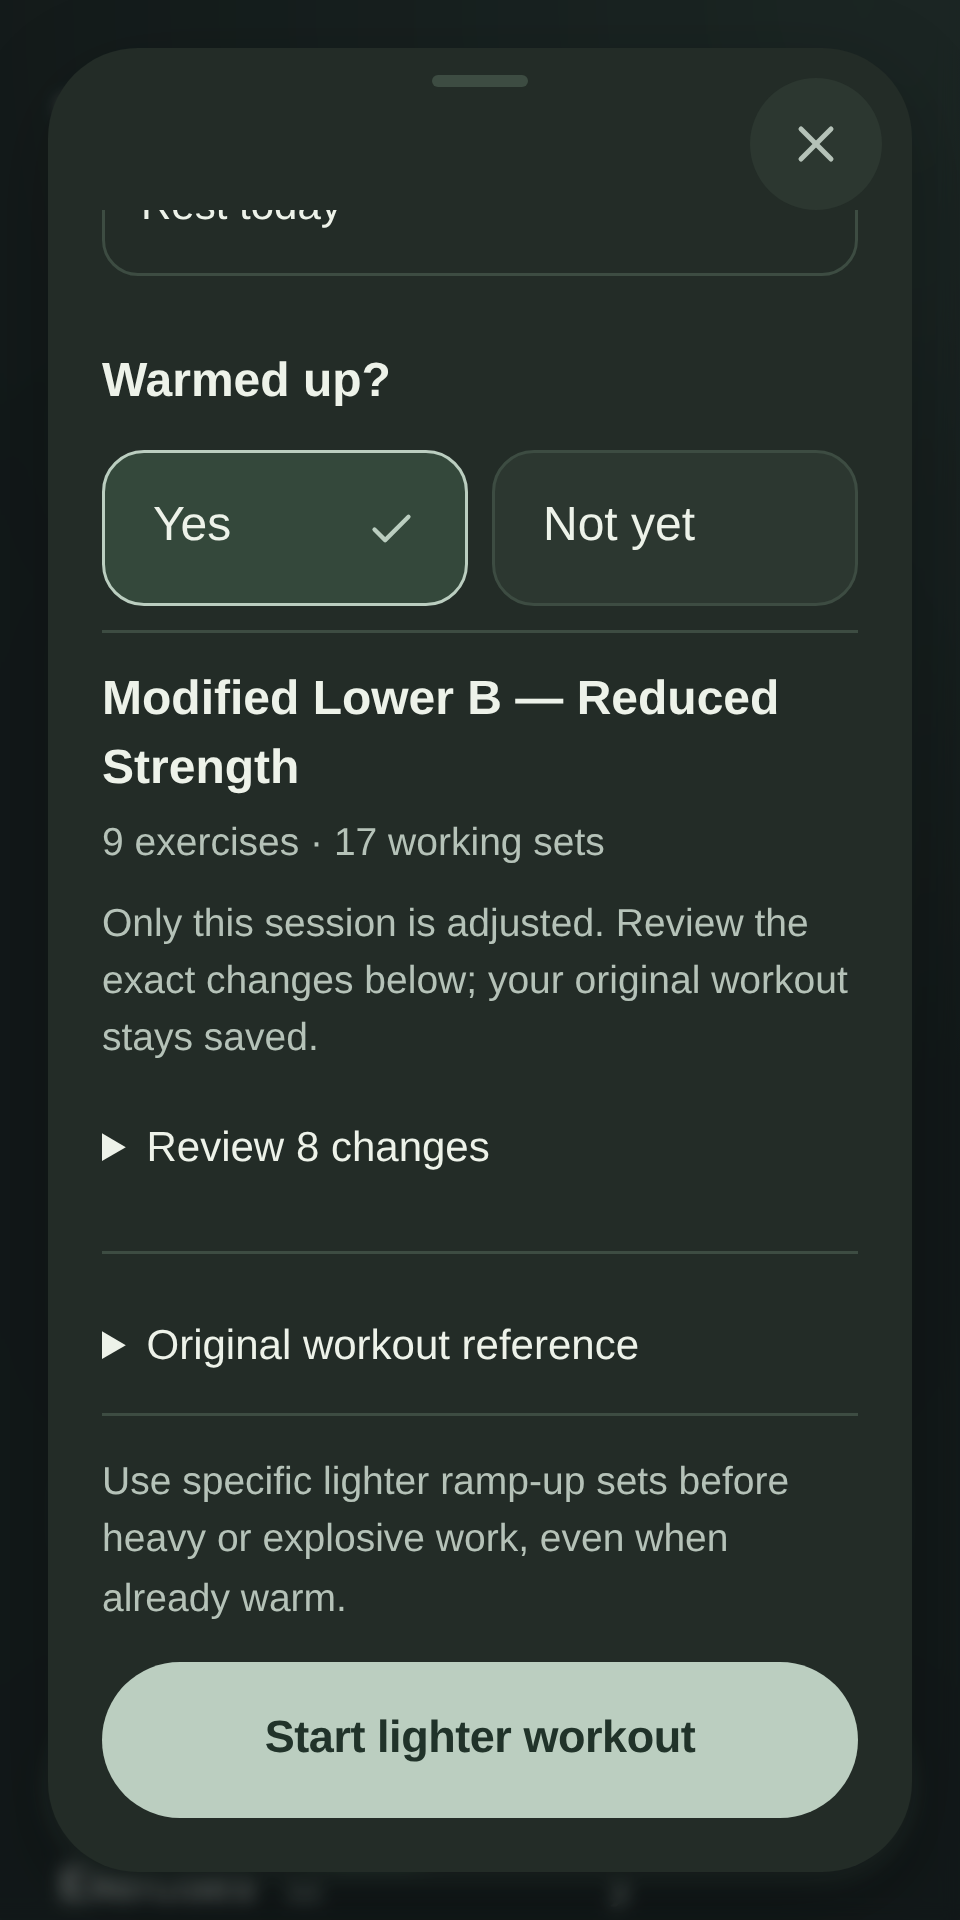 Rest today
Warmed up?
Yes
Not yet
Modified Lower B — Reduced
Strength
9 exercises · 17 working sets
Only this session is adjusted. Review the
exact changes below; your original workout
stays saved.
Review 8 changes
Original workout reference
Use specific lighter ramp-up sets before
heavy or explosive work, even when
already warm.
Start lighter workout